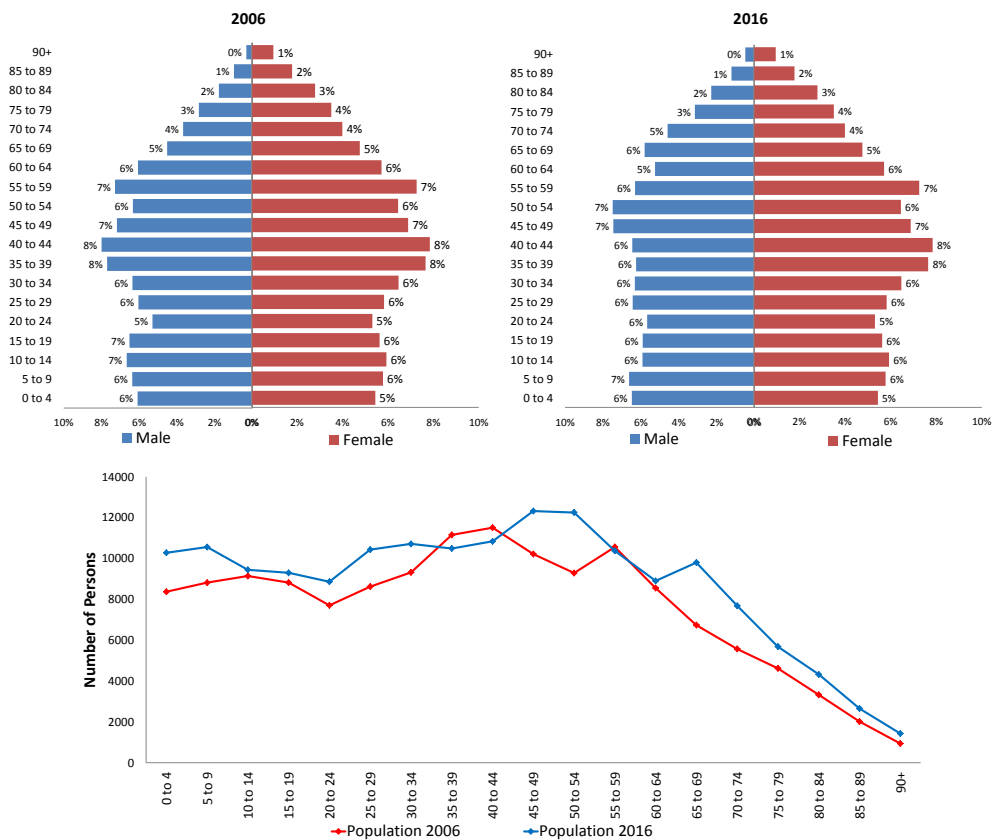 2006
90+ 0% 1%
85 to 89 1% 2%
80 to 84 2% 3%
75 to 79 3% 4%
70 to 74 4% 4%
65 to 69 5% 5%
60 to 64 6% 6%
55 to 59 7% 7%
50 to 54 6% 6%
45 to 49 7% 7%
40 to 44 8% 8%
35 to 39 8% 8%
30 to 34 6% 6%
25 to 29 6% 6%
20 to 24 5% 5%
15 to 19 7% 6%
10 to 14 7% 6%
5 to 9 6% 6%
0 to 4 6% 5%
10% 8% 6% 4% 2% 0% 0% 2% 4% 6% 8% 10%
Male Female
2016
90+ 0% 1%
85 to 89 1% 2%
80 to 84 2% 3%
75 to 79 3% 4%
70 to 74 5% 4%
65 to 69 6% 5%
60 to 64 5% 6%
55 to 59 6% 7%
50 to 54 7% 6%
45 to 49 7% 7%
40 to 44 6% 8%
35 to 39 6% 8%
30 to 34 6% 6%
25 to 29 6% 6%
20 to 24 6% 5%
15 to 19 6% 6%
10 to 14 6% 6%
5 to 9 7% 6%
0 to 4 6% 5%
10% 8% 6% 4% 2% 0% 0% 2% 4% 6% 8% 10%
Male Female
Number of Persons
14000
12000
10000
8000
6000
4000
2000
0
0 to 4
5 to 9
10 to 14
15 to 19
20 to 24
25 to 29
30 to 34
35 to 39
40 to 44
45 to 49
50 to 54
55 to 59
60 to 64
65 to 69
70 to 74
75 to 79
80 to 84
85 to 89
90+
Population 2006 Population 2016